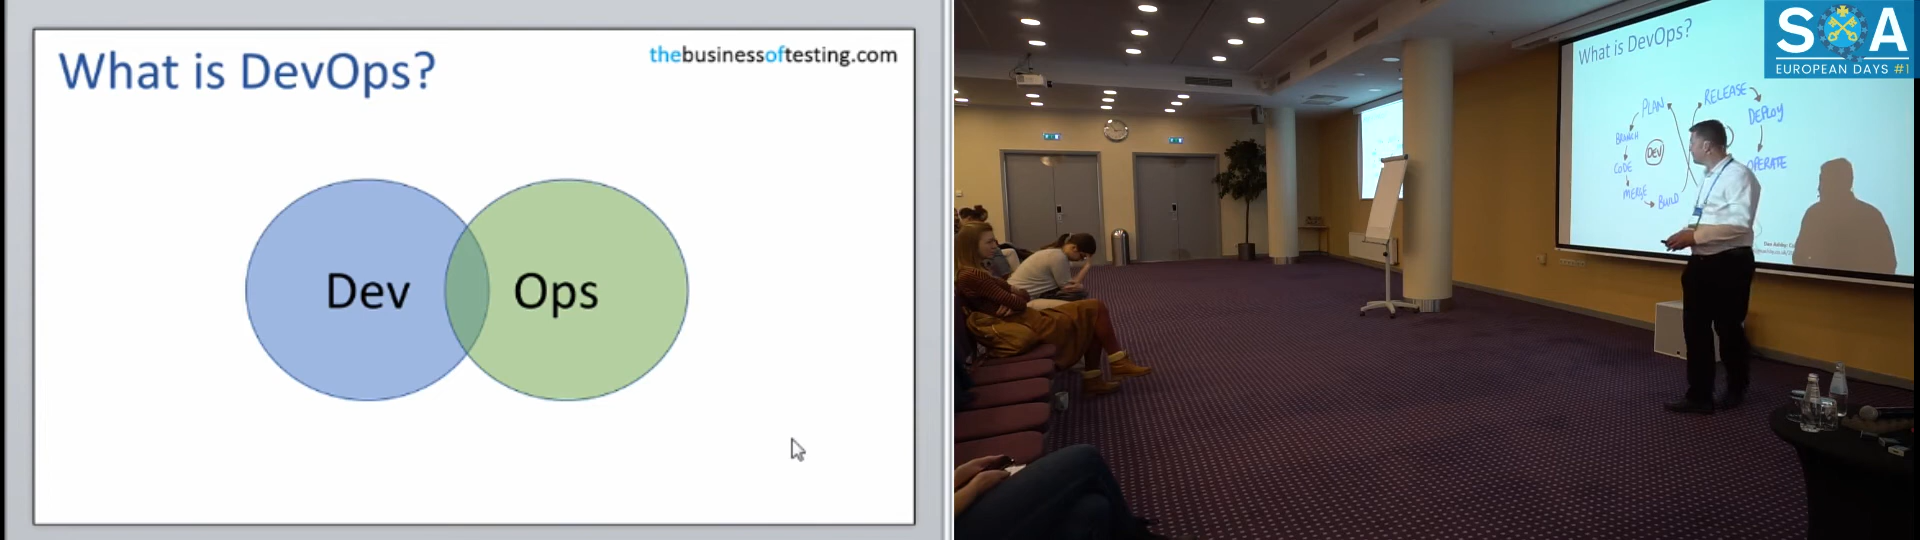 What is DevOps?
thebusinessoftesting.com
Dev
Ops
SQA
EUROPEAN DAYS #1
What is DevOps?
PLAN
BRANCH
CODE
MERGE
BUILD
DEV
RELEASE
DEPLOY
OPERATE